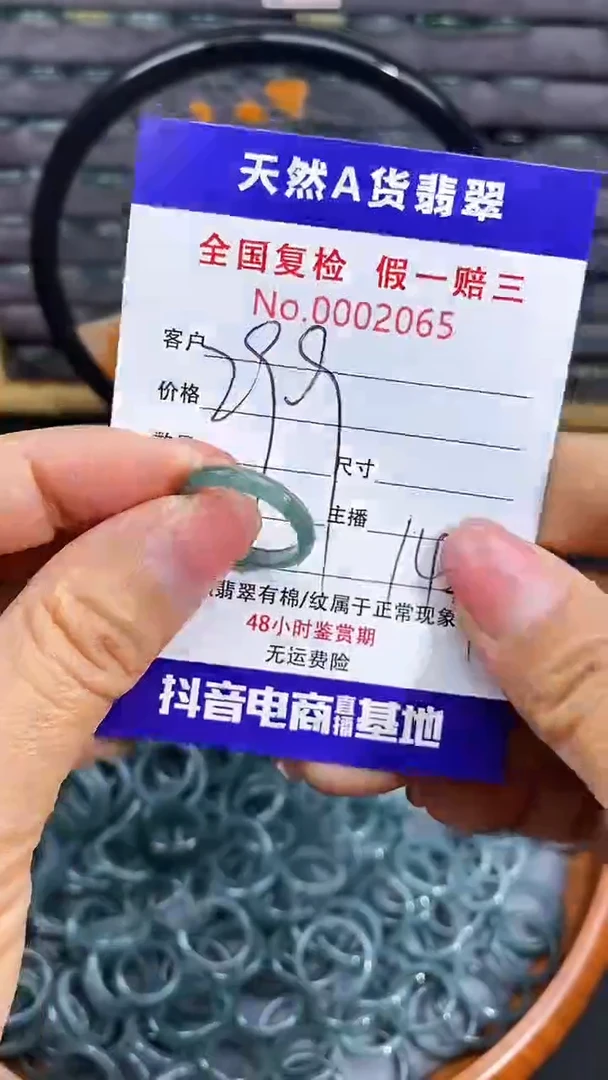 天然A货翡翠
全国复检 假一赔三
No.0002065
客户
价格 299
尺寸
主播
翡翠有棉/纹属于正常现象
48小时鉴赏期
无运费险
抖音电商直播基地